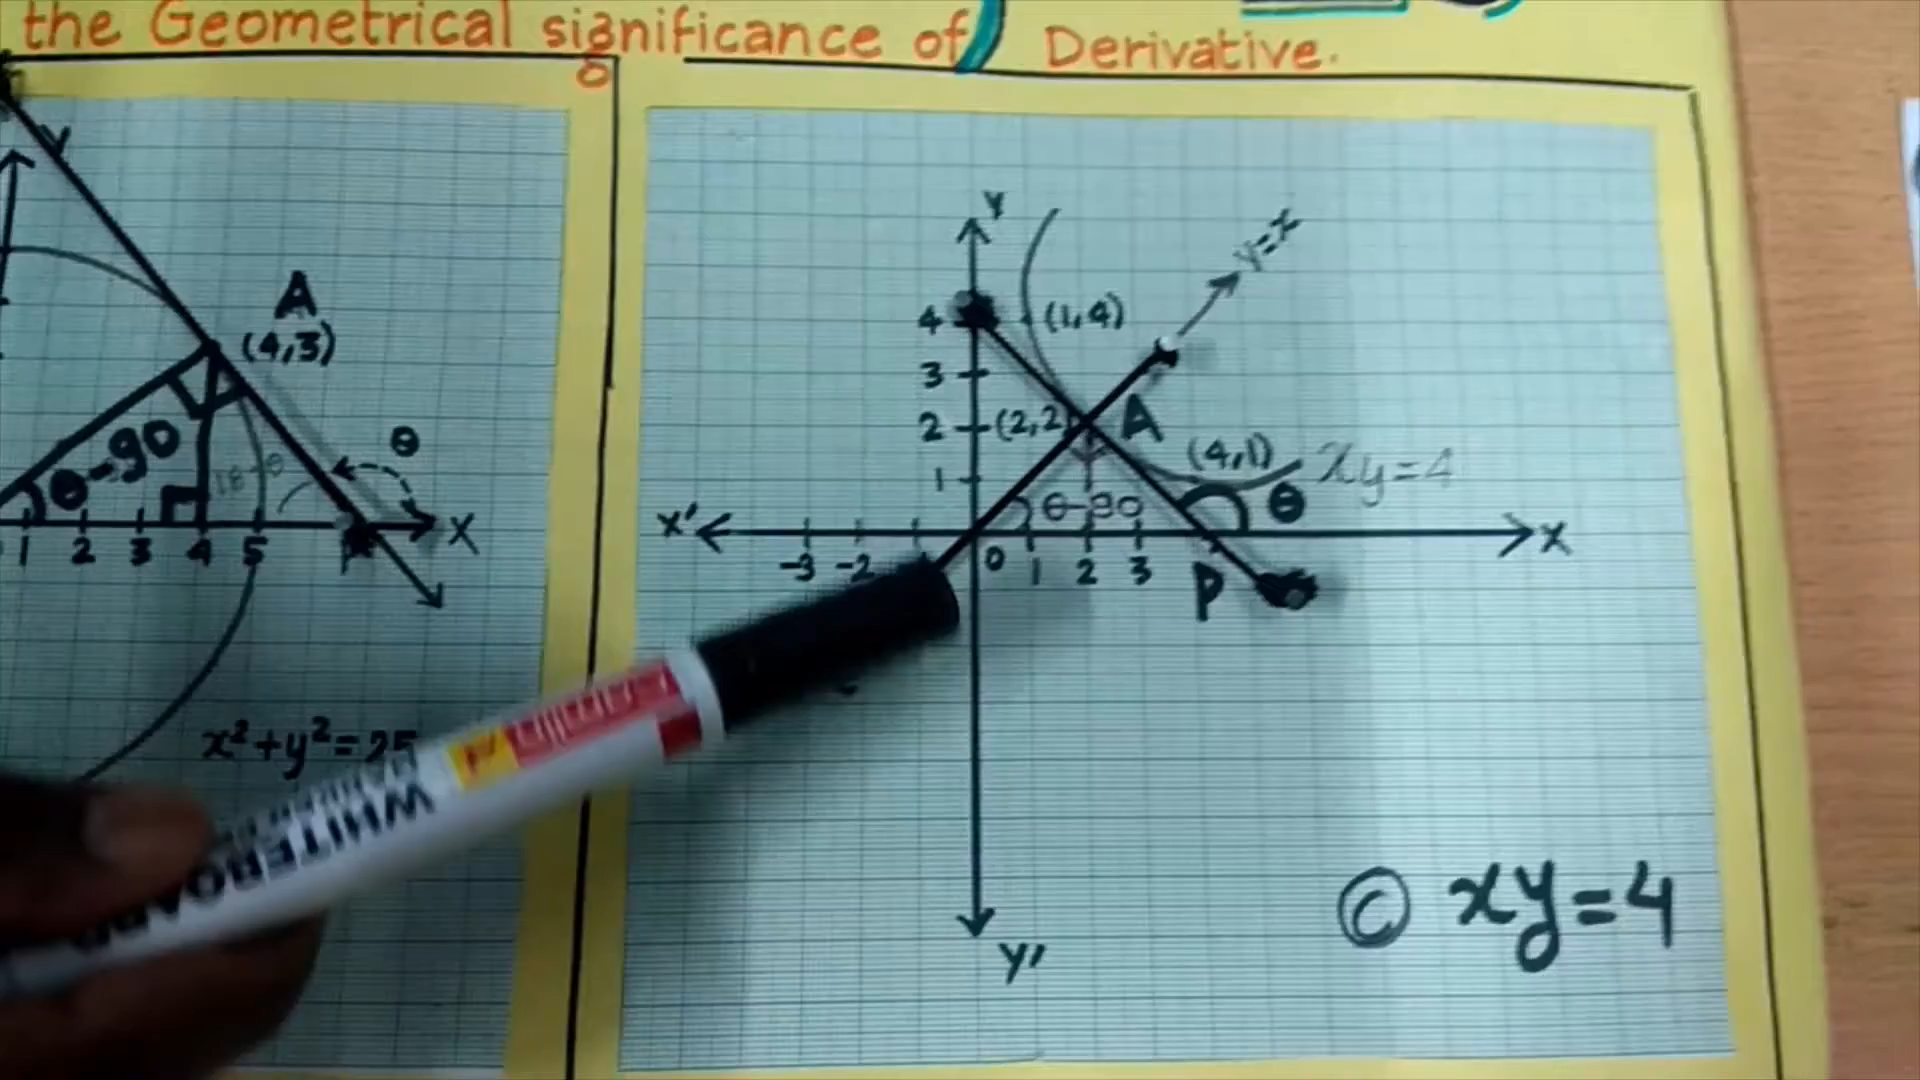 the Geometrical significance of) Derivative.
Y
A
(4,3)
θ
θ-90
18 -θ
X
1 2 3 4 5
P
x²+y²=25
Y
y=x
4 (1,4)
3
2 (2,2) A
1 (4,1) xy=4
θ-90 θ
X' X
-3 -2 0 1 2 3
P
Y'
© xy=4
camlin
WHITEBOARD